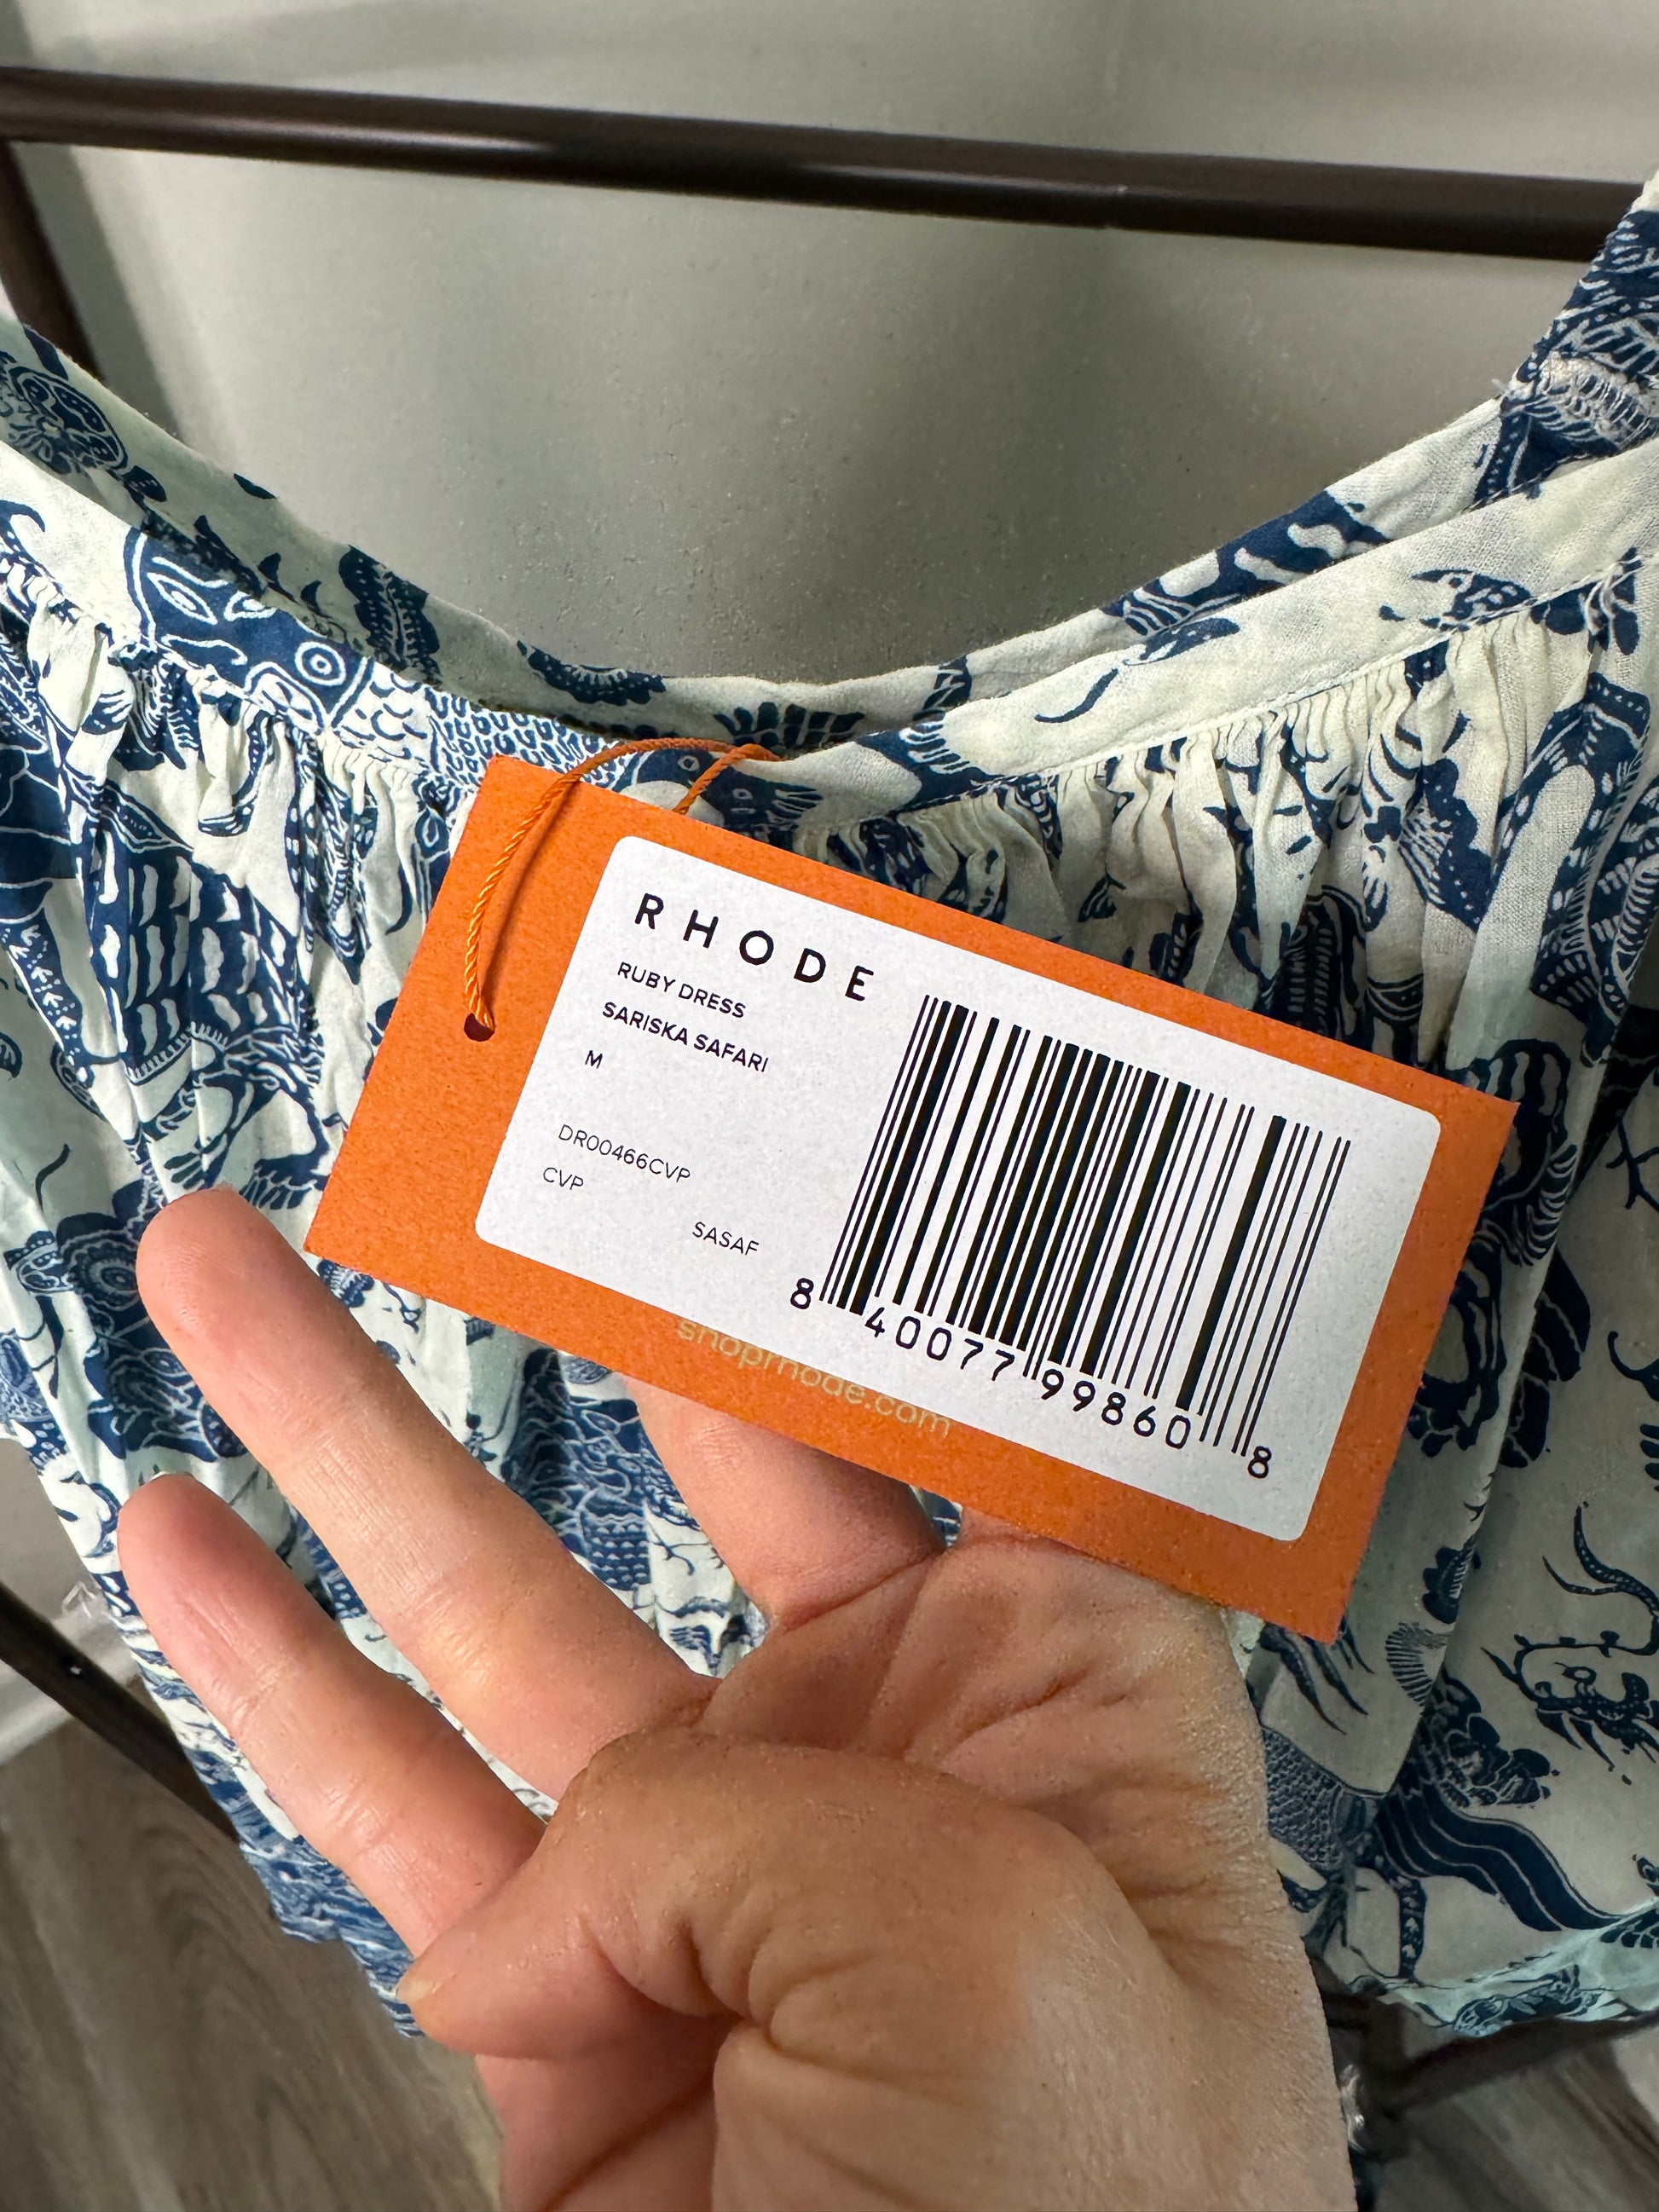 RHODE
RUBY DRESS
SARISKA SAFARI
M
DR00466CVP
CVP
SASAF
8 40077 99860 8
shoprhode.com